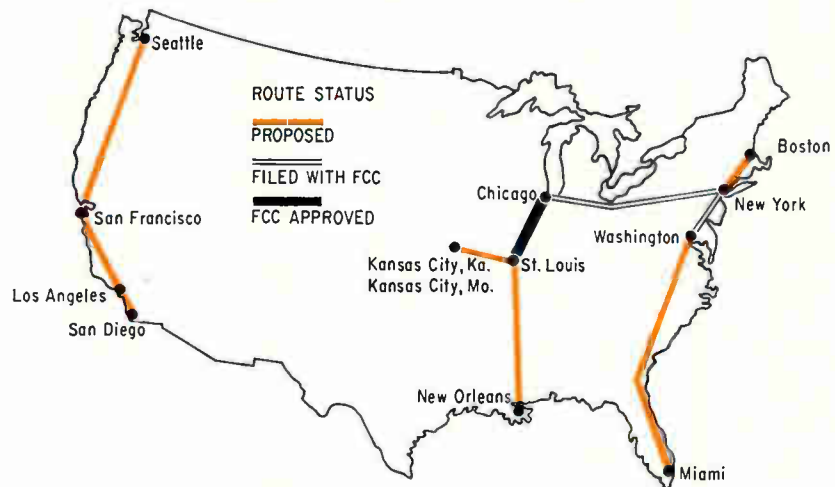 Seattle
ROUTE STATUS
PROPOSED
FILED WITH FCC
FCC APPROVED
Boston
Chicago
New York
San Francisco
Washington
Kansas City, Ka.
Kansas City, Mo.
St. Louis
Los Angeles
San Diego
New Orleans
Miami